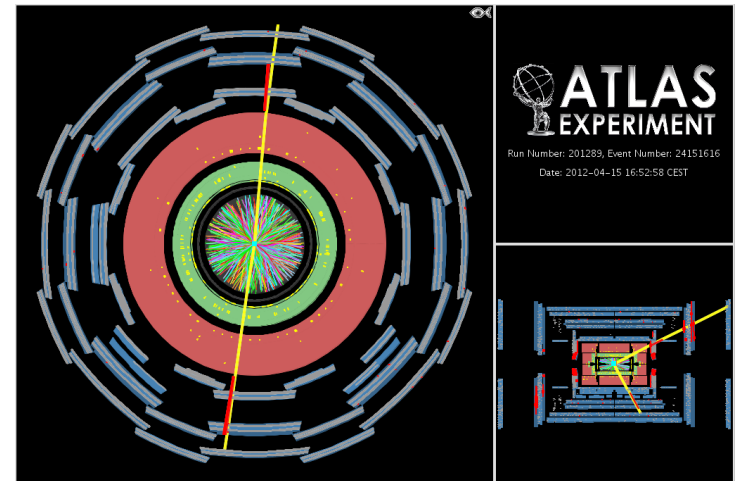 ATLAS
EXPERIMENT
Run Number: 201289, Event Number: 24151616
Date: 2012-04-15 16:52:58 CEST